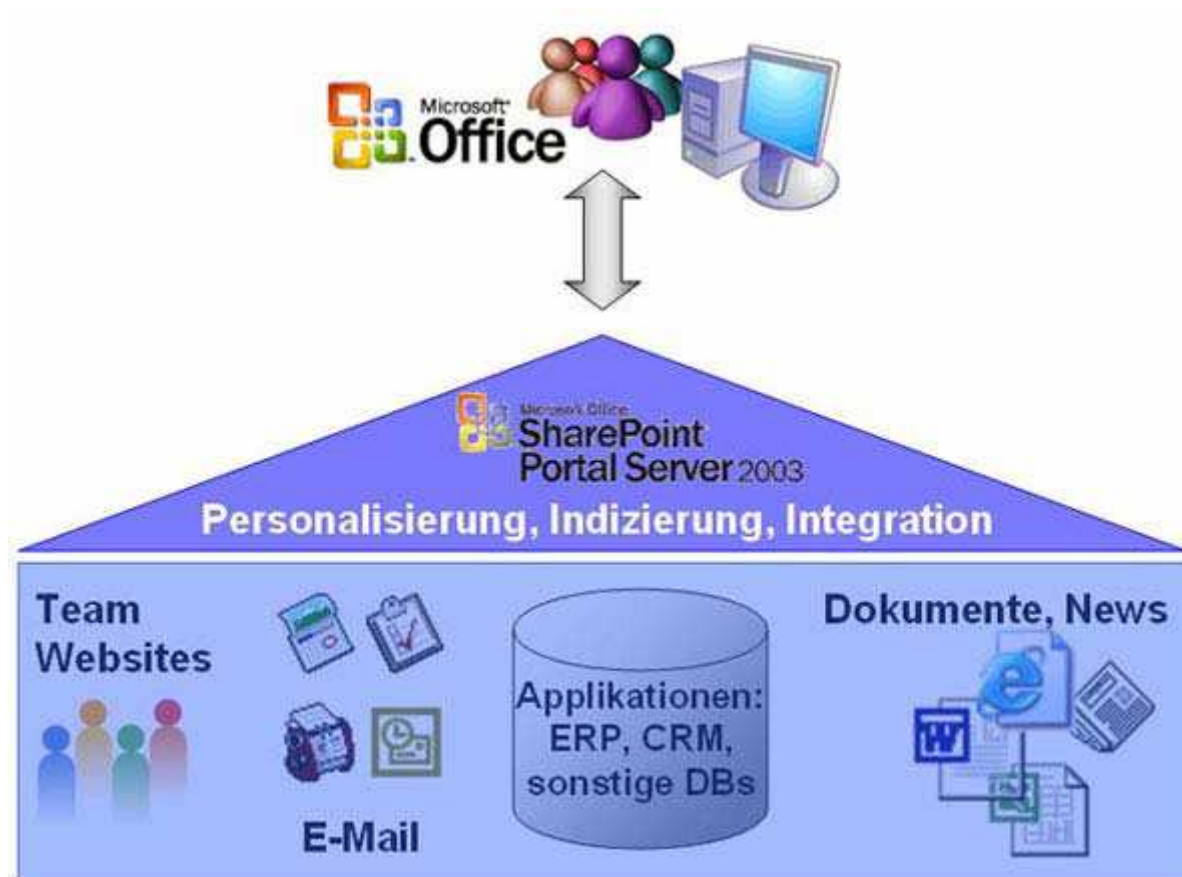 Microsoft®
Office
Microsoft Office
SharePoint
Portal Server 2003
Personalisierung, Indizierung, Integration
Team
Websites
E-Mail
Applikationen:
ERP, CRM,
sonstige DBs
Dokumente, News
W